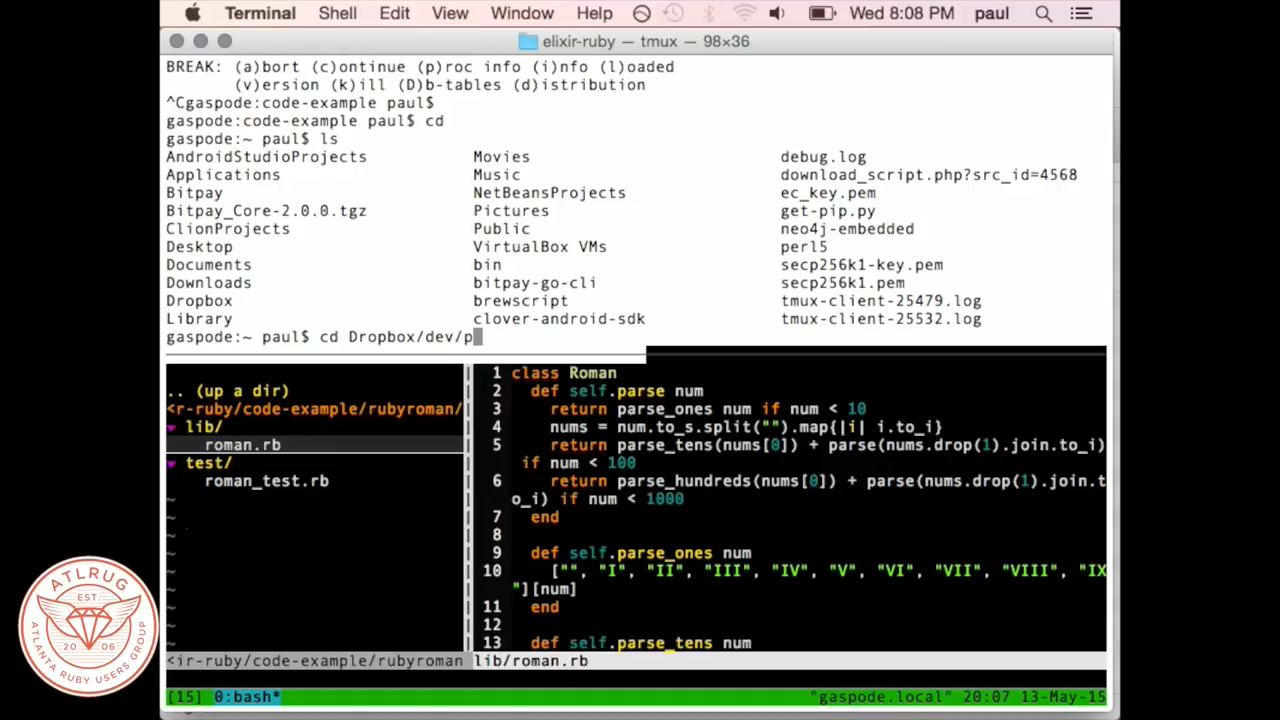 Terminal Shell Edit View Window Help Wed 8:08 PM paul
elixir-ruby — tmux — 98×36
BREAK: (a)bort (c)ontinue (p)roc info (i)nfo (l)oaded
(v)ersion (k)ill (D)b-tables (d)istribution
^Cgaspode:code-example paul$
gaspode:code-example paul$ cd
gaspode:~ paul$ ls
AndroidStudioProjects Movies debug.log
Applications Music download_script.php?src_id=4568
Bitpay NetBeansProjects ec_key.pem
Bitpay_Core-2.0.0.tgz Pictures get-pip.py
ClionProjects Public neo4j-embedded
Desktop VirtualBox VMs perl5
Documents bin secp256k1-key.pem
Downloads bitpay-go-cli secp256k1.pem
Dropbox brewscript tmux-client-25479.log
Library clover-android-sdk tmux-client-25532.log
gaspode:~ paul$ cd Dropbox/dev/p
.. (up a dir)
<r-ruby/code-example/rubyroman/
▼ lib/
roman.rb
▼ test/
roman_test.rb
~
~
~
~
~
~
~
~
~
<ir-ruby/code-example/rubyroman
1 class Roman
2 def self.parse num
3 return parse_ones num if num < 10
4 nums = num.to_s.split("").map{|i| i.to_i}
5 return parse_tens(nums[0]) + parse(nums.drop(1).join.to_i)
if num < 100
6 return parse_hundreds(nums[0]) + parse(nums.drop(1).join.t
o_i) if num < 1000
7 end
8
9 def self.parse_ones num
10 ["", "I", "II", "III", "IV", "V", "VI", "VII", "VIII", "IX
"][num]
11 end
12
13 def self.parse_tens num
lib/roman.rb
[15] 0:bash* "gaspode.local" 20:07 13-May-15
ATLRUG
EST.
20 06
ATLANTA RUBY USERS GROUP